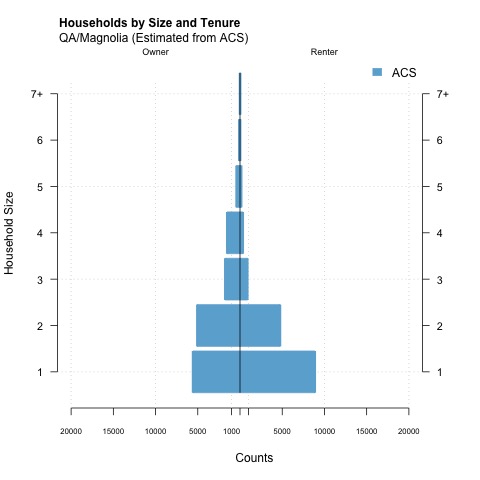 Households by Size and Tenure
QA/Magnolia (Estimated from ACS)
Owner Renter
ACS
7+ 7+
6 6
5 5
4 4
3 3
2 2
1 1
Household Size
20000 15000 10000 5000 1000 5000 10000 15000 20000
Counts